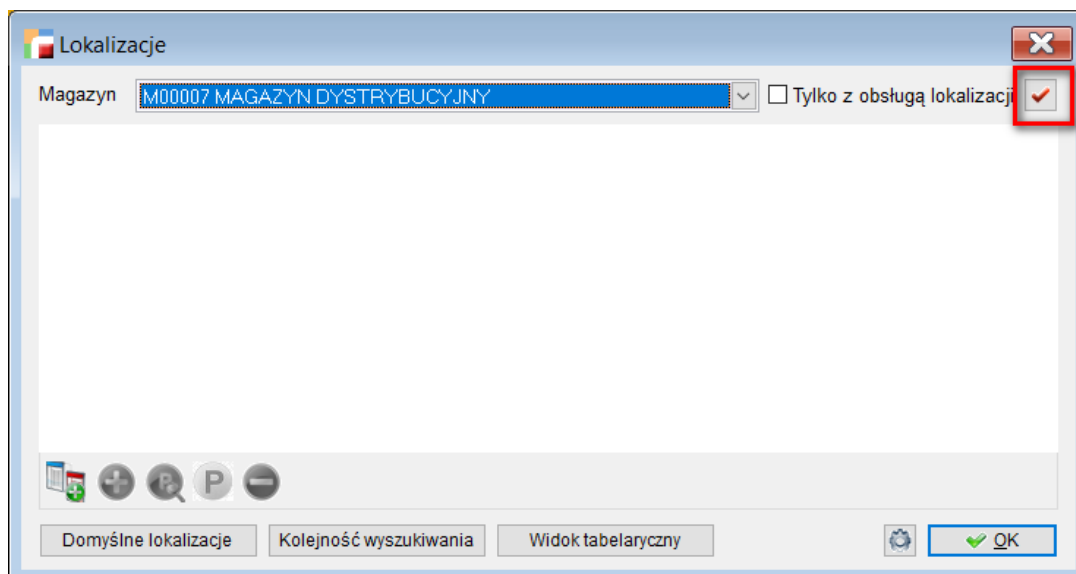 Lokalizacje
Magazyn M00007 MAGAZYN DYSTRYBUCYJNY Tylko z obsługą lokalizacji
P P
Domyślne lokalizacje Kolejność wyszukiwania Widok tabelaryczny OK